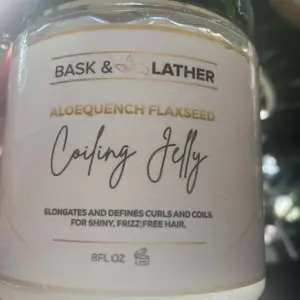 BASK & LATHER
ALOEQUENCH FLAXSEED
Coiling Jelly
ELONGATES AND DEFINES CURLS AND COILS
FOR SHINY, FRIZZ FREE HAIR.
8FL OZ